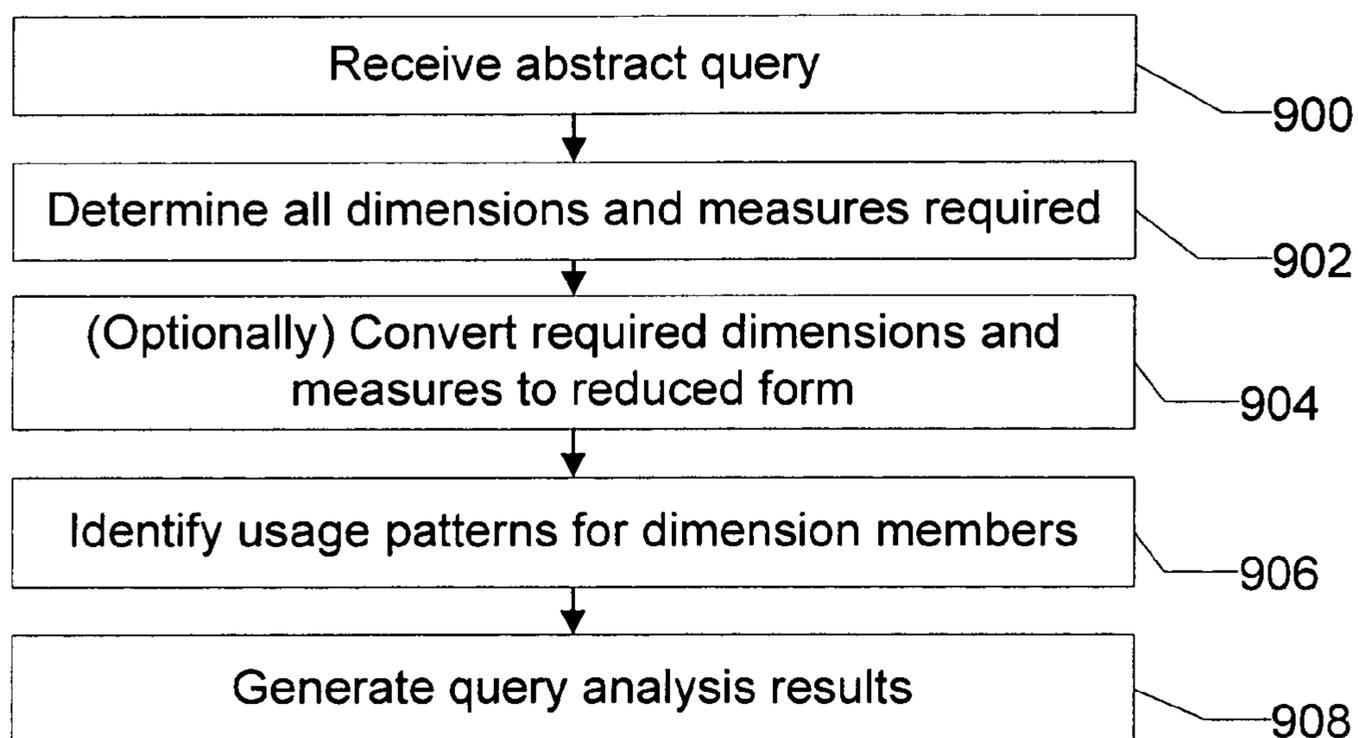 Receive abstract query
900
Determine all dimensions and measures required
902
(Optionally) Convert required dimensions and
measures to reduced form
904
Identify usage patterns for dimension members
906
Generate query analysis results
908